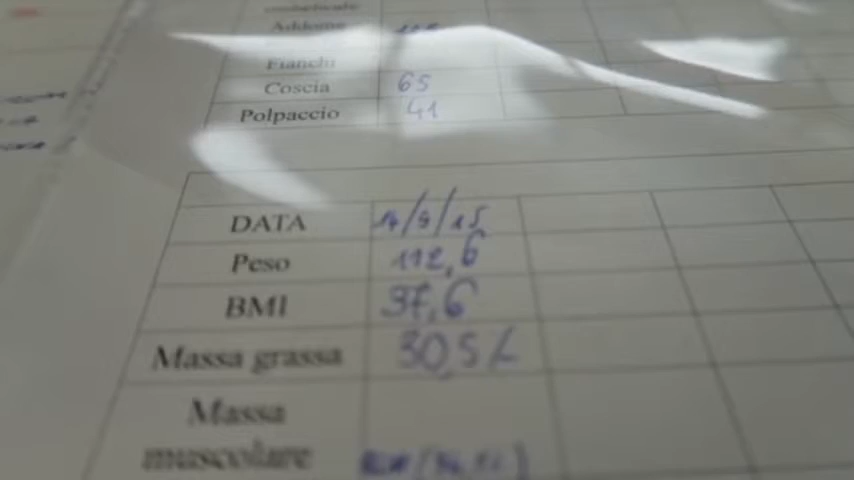 Addome
Fianchi
Coscia 65
Polpaccio 41
DATA 14/9/15
Peso 112,6
BMI 37,6
Massa grassa 30,5%
Massa
muscolare